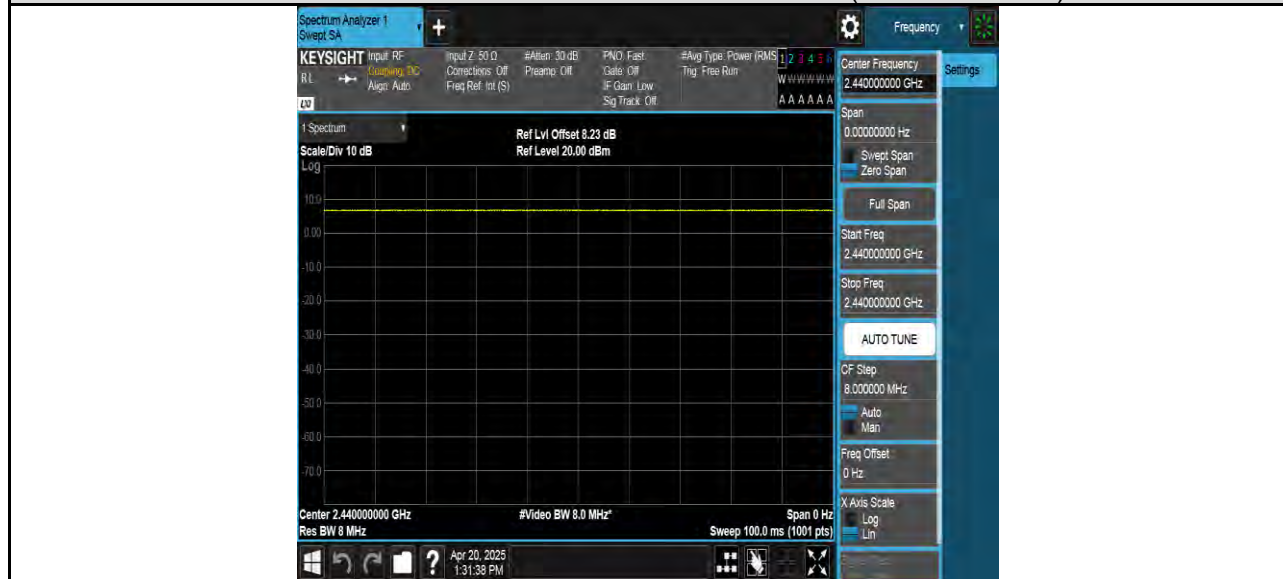 Spectrum Analyzer 1
Swept SA
+
Frequency
KEYSIGHT Input: RF
R L
Coupling: DC
Align: Auto
LXI
Input Z: 50 Ω
Corrections: Off
Freq Ref: Int (S)
#Atten: 30 dB
Preamp: Off
PNO: Fast
Gate: Off
IF Gain: Low
Sig Track: Off
#Avg Type: Power (RMS
Trig: Free Run
1 2 3 4 5 6
W W W W W W
A A A A A A
Center Frequency
2.440000000 GHz
Settings
Span
0.00000000 Hz
Swept Span
Zero Span
Full Span
Start Freq
2.440000000 GHz
Stop Freq
2.440000000 GHz
AUTO TUNE
CF Step
8.000000 MHz
Auto
Man
Freq Offset
0 Hz
X Axis Scale
Log
Lin
1 Spectrum
Scale/Div 10 dB
Ref Lvl Offset 8.23 dB
Ref Level 20.00 dBm
Log
10.0
0.00
-10.0
-20.0
-30.0
-40.0
-50.0
-60.0
-70.0
Center 2.440000000 GHz
#Video BW 8.0 MHz*
Span 0 Hz
Res BW 8 MHz
Sweep 100.0 ms (1001 pts)
?
Apr 20, 2025
1:31:38 PM